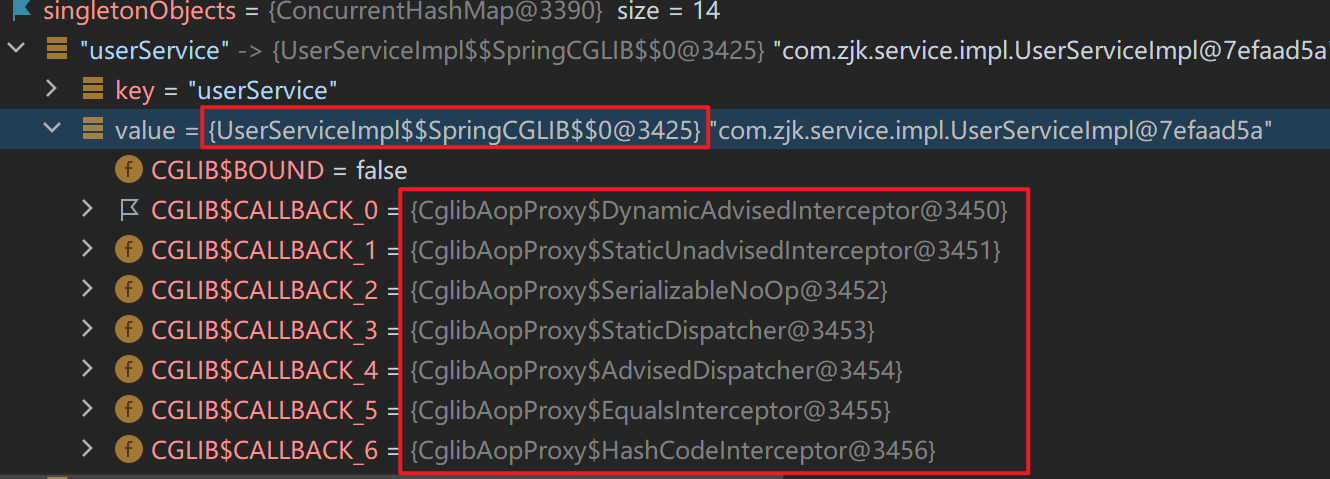 singletonObjects = {ConcurrentHashMap@3390} size = 14
"userService" -> {UserServiceImpl$$SpringCGLIB$$0@3425} "com.zjk.service.impl.UserServiceImpl@7efaad5a"
key = "userService"
value = {UserServiceImpl$$SpringCGLIB$$0@3425} "com.zjk.service.impl.UserServiceImpl@7efaad5a"
f CGLIB$BOUND = false
CGLIB$CALLBACK_0 = {CglibAopProxy$DynamicAdvisedInterceptor@3450}
f CGLIB$CALLBACK_1 = {CglibAopProxy$StaticUnadvisedInterceptor@3451}
f CGLIB$CALLBACK_2 = {CglibAopProxy$SerializableNoOp@3452}
f CGLIB$CALLBACK_3 = {CglibAopProxy$StaticDispatcher@3453}
f CGLIB$CALLBACK_4 = {CglibAopProxy$AdvisedDispatcher@3454}
f CGLIB$CALLBACK_5 = {CglibAopProxy$EqualsInterceptor@3455}
f CGLIB$CALLBACK_6 = {CglibAopProxy$HashCodeInterceptor@3456}